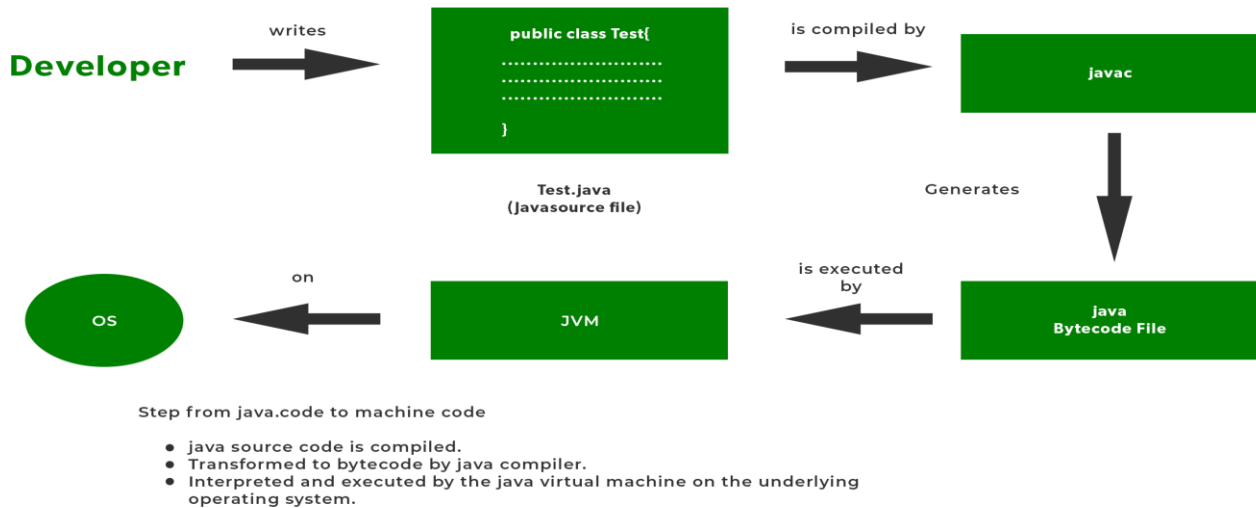 writes
Developer
public class Test{
..........................
..........................
..........................
}
Test.java
(Javasource file)
is compiled by
javac
Generates
java
Bytecode File
is executed
by
JVM
on
OS
Step from java.code to machine code
● java source code is compiled.
● Transformed to bytecode by java compiler.
● Interpreted and executed by the java virtual machine on the underlying
operating system.